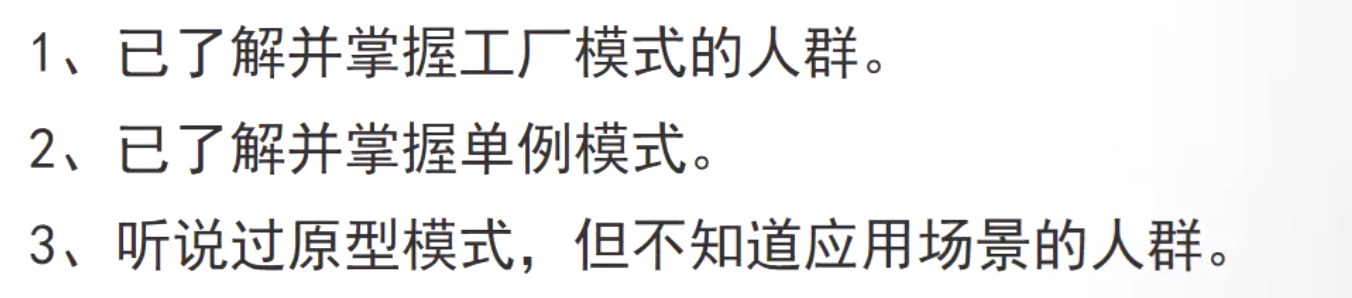 1、已了解并掌握工厂模式的人群。
2、已了解并掌握单例模式。
3、听说过原型模式，但不知道应用场景的人群。